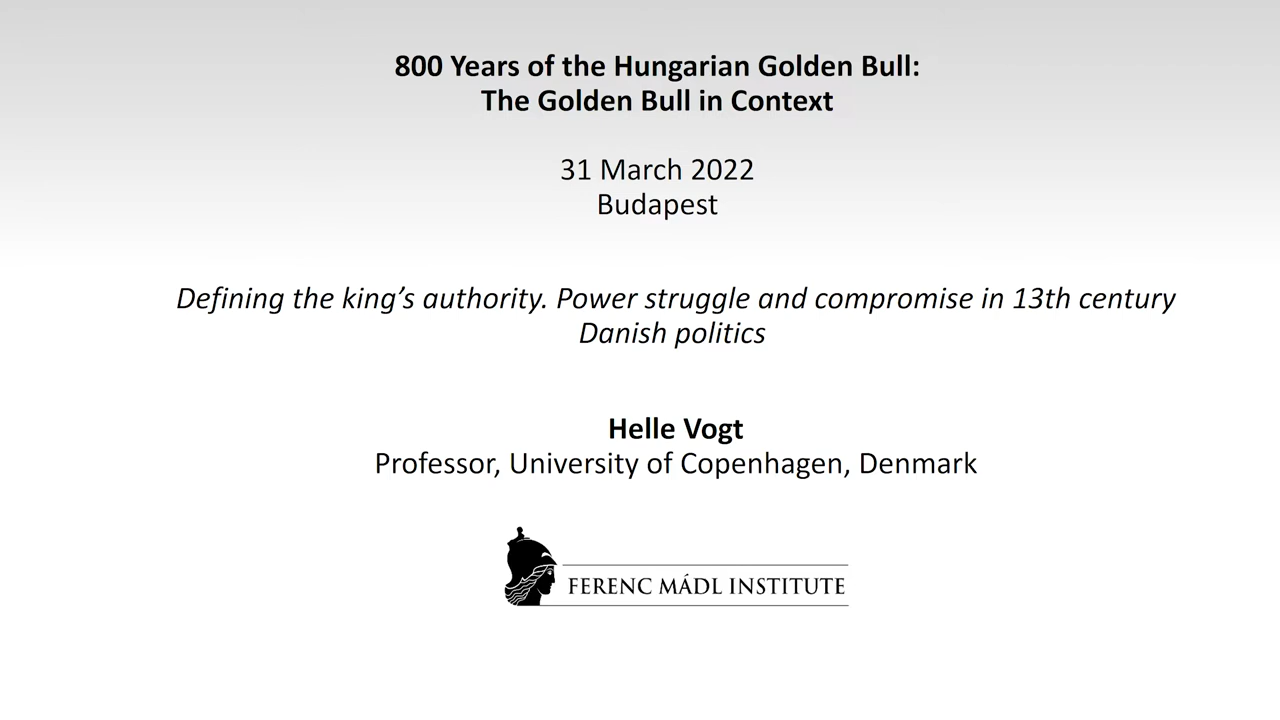 800 Years of the Hungarian Golden Bull:
The Golden Bull in Context
31 March 2022
Budapest
Defining the king’s authority. Power struggle and compromise in 13th century
Danish politics
Helle Vogt
Professor, University of Copenhagen, Denmark
FERENC MÁDL INSTITUTE